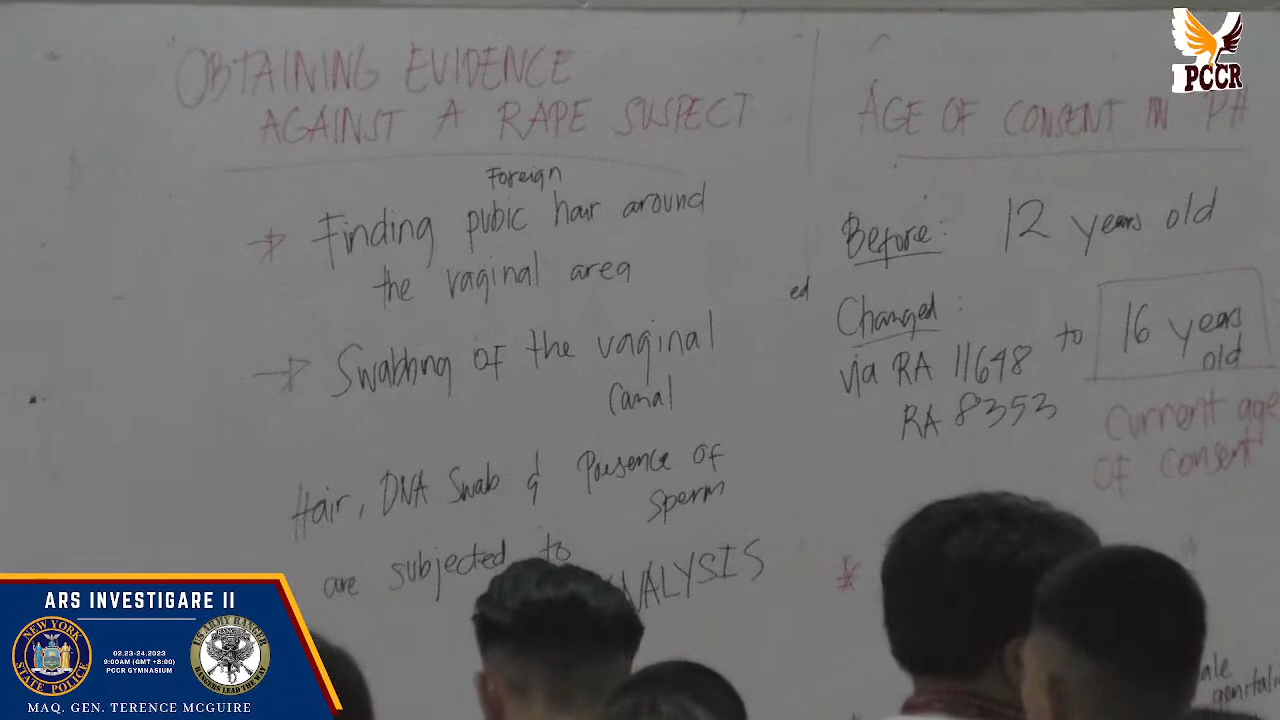 OBTAINING EVIDENCE
AGAINST A RAPE SUSPECT
Foreign
Finding pubic hair around
the vaginal area
Swabbing of the vaginal
Canal
Hair, DNA Swab & Presence of
sperm
are subjected to
ANALYSIS
AGE OF CONSENT IN PH
Before: 12 years old
ed
Changed:
via RA 11648 to 16 years
old
RA 8353
Current age
of consent
genital
PCCR
ARS INVESTIGARE II
NEW YORK
STATE POLICE
US ARMY RANGER
RANGERS LEAD THE WAY
02.23-24.2023
9:00AM (GMT +8:00)
PCCR GYMNASIUM
MAQ. GEN. TERENCE MCGUIRE